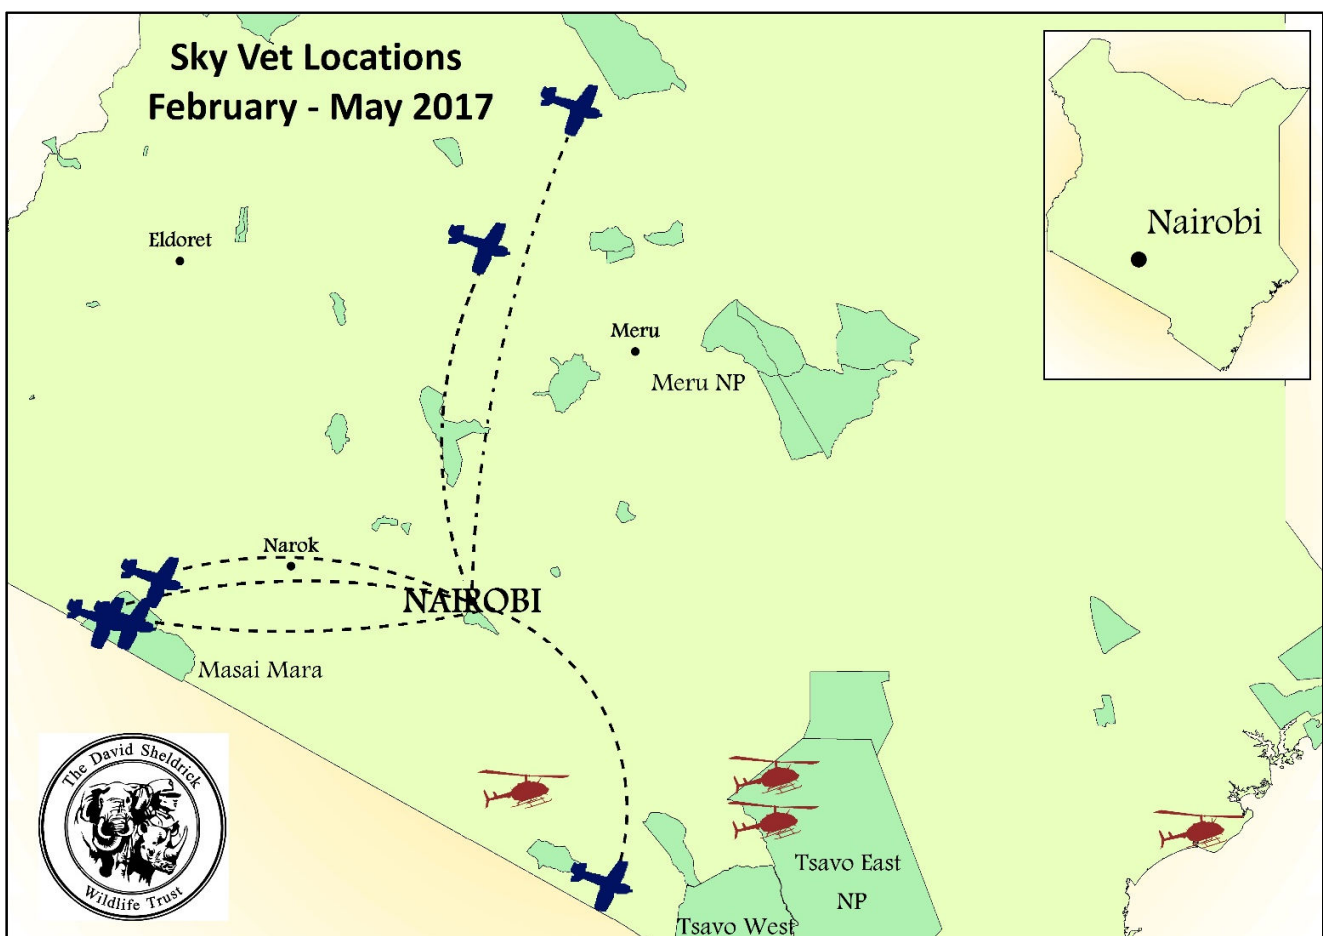 Sky Vet Locations
February - May 2017
Nairobi
Eldoret
Meru
Meru NP
Narok
NAIROBI
Masai Mara
The David Sheldrick
Wildlife Trust
Tsavo East
NP
Tsavo West